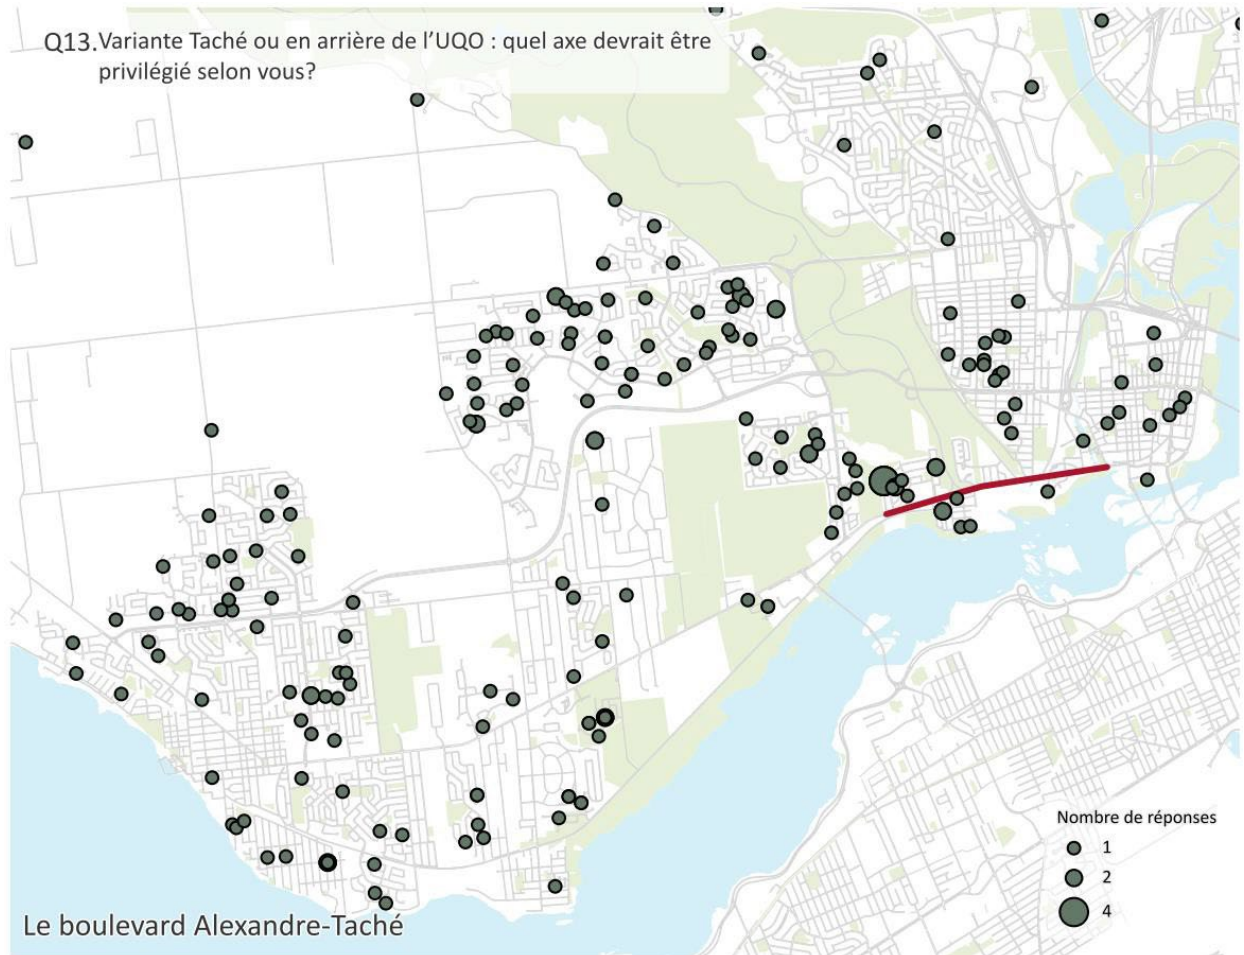 Q13.Variante Taché ou en arrière de l’UQO : quel axe devrait être
privilégié selon vous?
Nombre de réponses
1
2
4
Le boulevard Alexandre-Taché